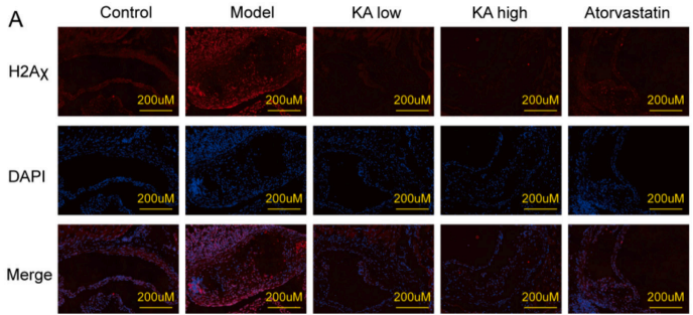 A
Control Model KA low KA high Atorvastatin
H2Aχ
200uM 200uM 200uM 200uM 200uM
DAPI
200uM 200uM 200uM 200uM 200uM
Merge
200uM 200uM 200uM 200uM 200uM